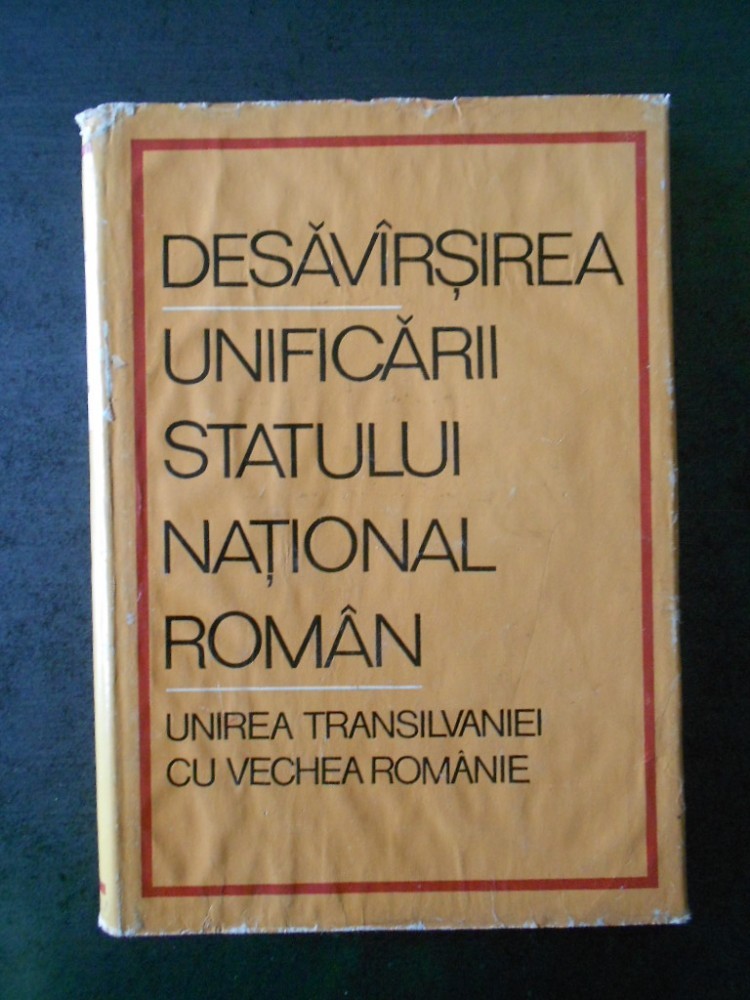 DESĂVÎRȘIREA
UNIFICĂRII
STATULUI
NAȚIONAL
ROMÂN
UNIREA TRANSILVANIEI
CU VECHEA ROMÂNIE